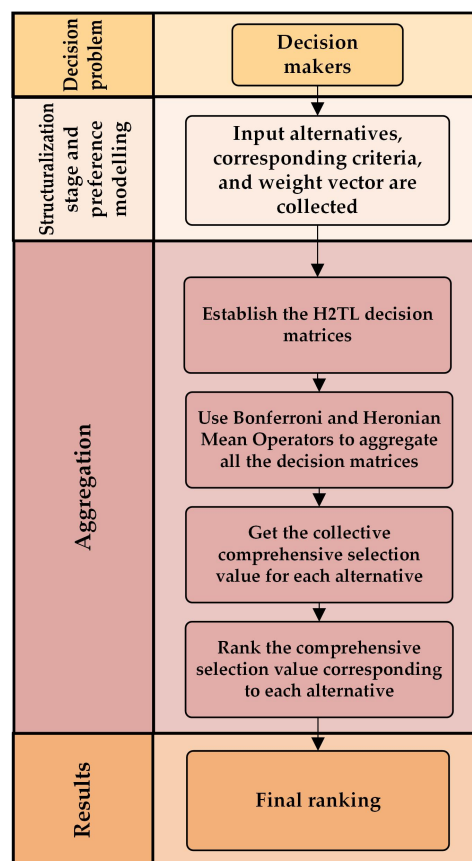 Decision
problem
Decision
makers
Structuralization
stage and
preference
modelling
Input alternatives,
corresponding criteria,
and weight vector are
collected
Aggregation
Establish the H2TL decision
matrices
Use Bonferroni and Heronian
Mean Operators to aggregate
all the decision matrices
Get the collective
comprehensive selection
value for each alternative
Rank the comprehensive
selection value corresponding
to each alternative
Results
Final ranking